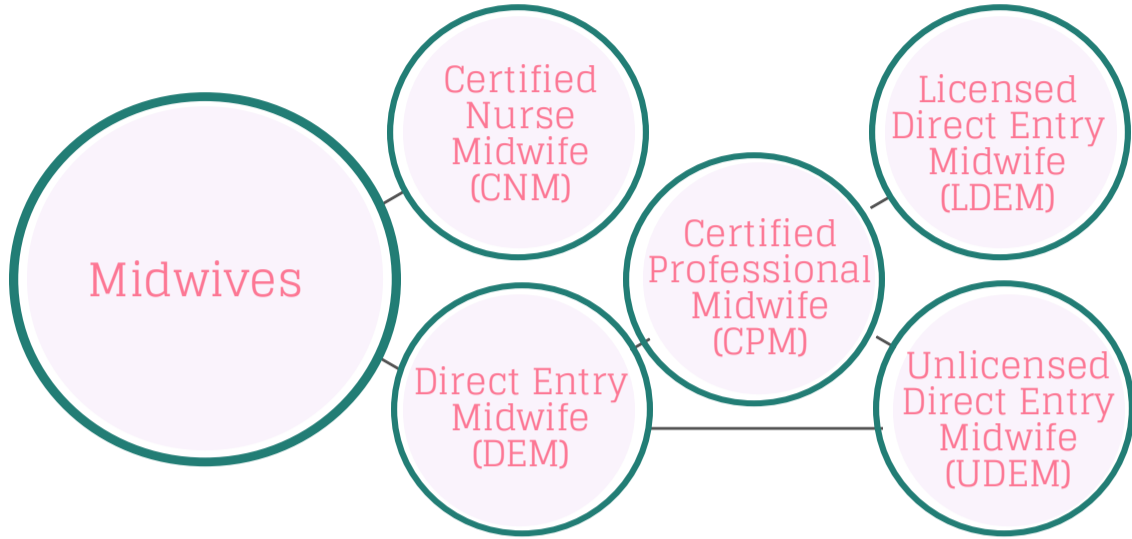 Midwives
Certified
Nurse
Midwife
(CNM)
Direct Entry
Midwife
(DEM)
Certified
Professional
Midwife
(CPM)
Licensed
Direct Entry
Midwife
(LDEM)
Unlicensed
Direct Entry
Midwife
(UDEM)